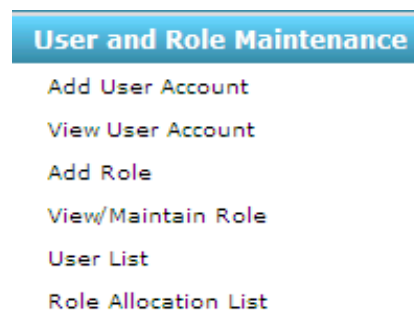 User and Role Maintenance
Add User Account
View User Account
Add Role
View/Maintain Role
User List
Role Allocation List